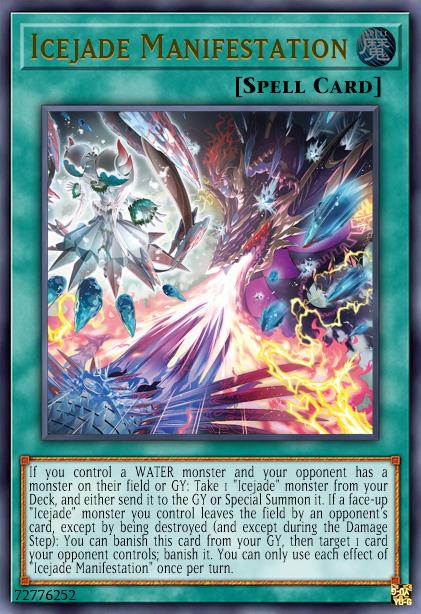 Icejade Manifestation
魔
[Spell Card]
If you control a WATER monster and your opponent has a
monster on their field or GY: Take 1 "Icejade" monster from your
Deck, and either send it to the GY or Special Summon it. If a face-up
"Icejade" monster you control leaves the field by an opponent's
card, except by being destroyed (and except during the Damage
Step): You can banish this card from your GY, then target 1 card
your opponent controls; banish it. You can only use each effect of
"Icejade Manifestation" once per turn.
72776252